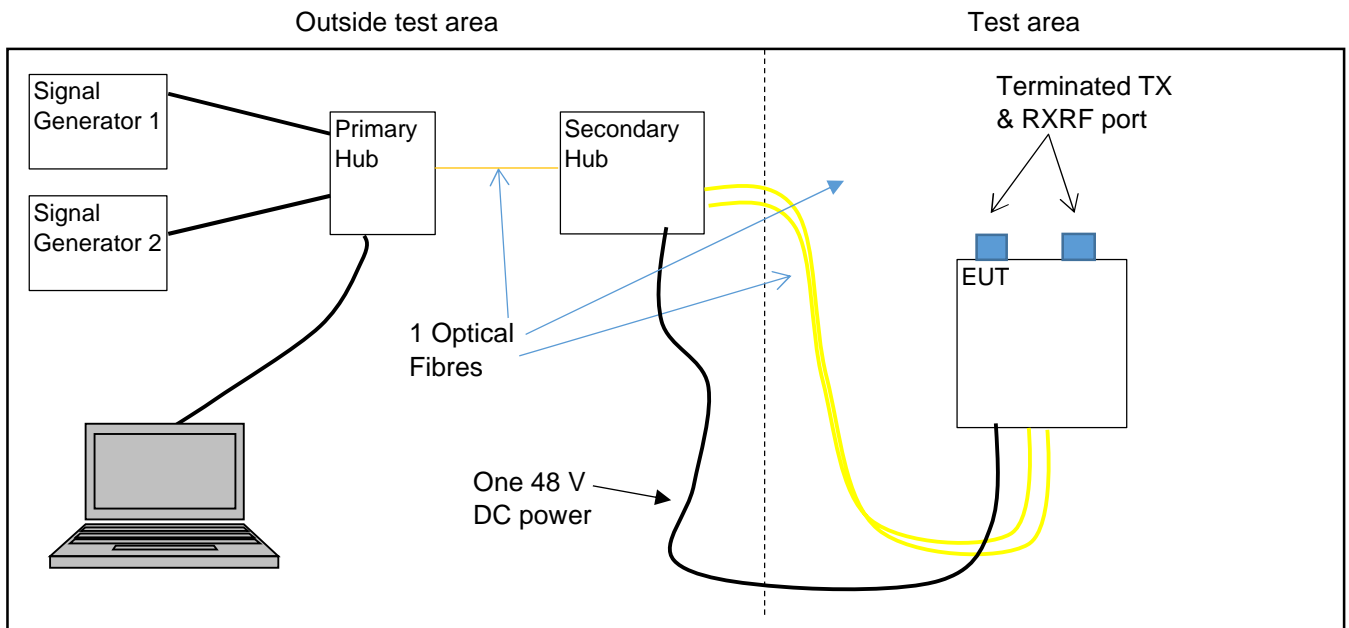 Outside test area
Test area
Signal
Generator 1
Primary
Hub
Secondary
Hub
Terminated TX
& RXRF port
Signal
Generator 2
EUT
1 Optical
Fibres
One 48 V
DC power